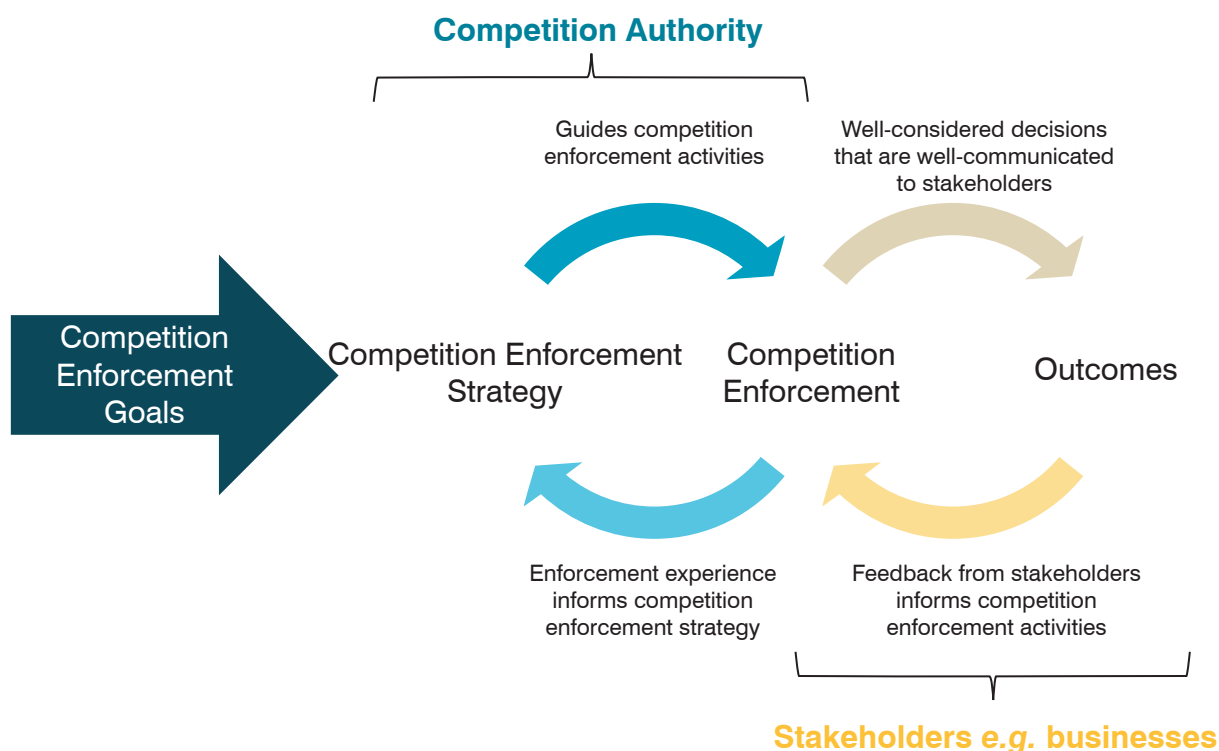 Competition Authority
Guides competition
enforcement activities
Well-considered decisions
that are well-communicated
to stakeholders
Competition
Enforcement
Goals
Competition Enforcement
Strategy
Competition
Enforcement
Outcomes
Enforcement experience
informs competition
enforcement strategy
Feedback from stakeholders
informs competition
enforcement activities
Stakeholders e.g. businesses